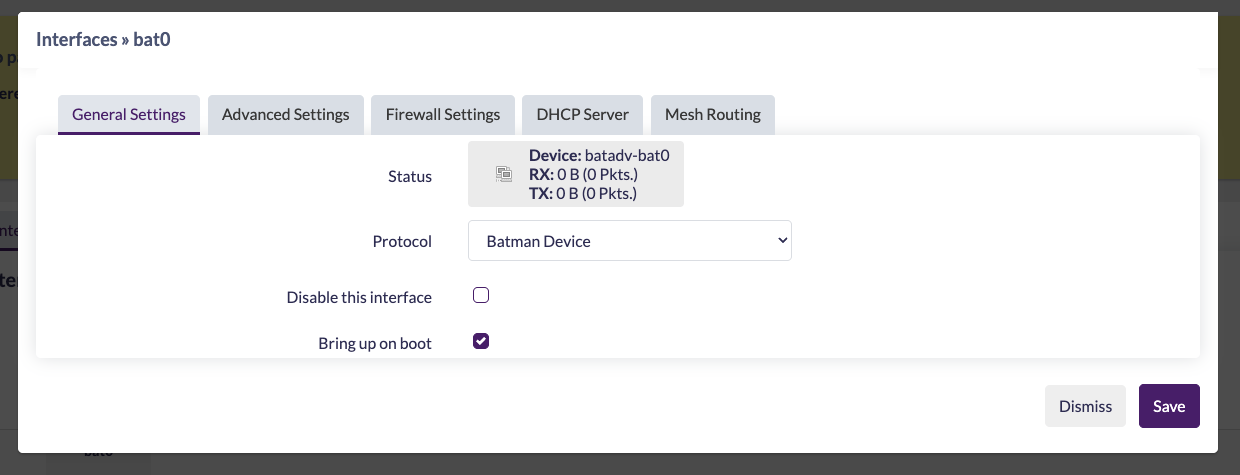 Interfaces » bat0
General Settings
Advanced Settings
Firewall Settings
DHCP Server
Mesh Routing
Status
Device: batadv-bat0
RX: 0 B (0 Pkts.)
TX: 0 B (0 Pkts.)
Protocol
Batman Device
Disable this interface
Bring up on boot
Dismiss
Save